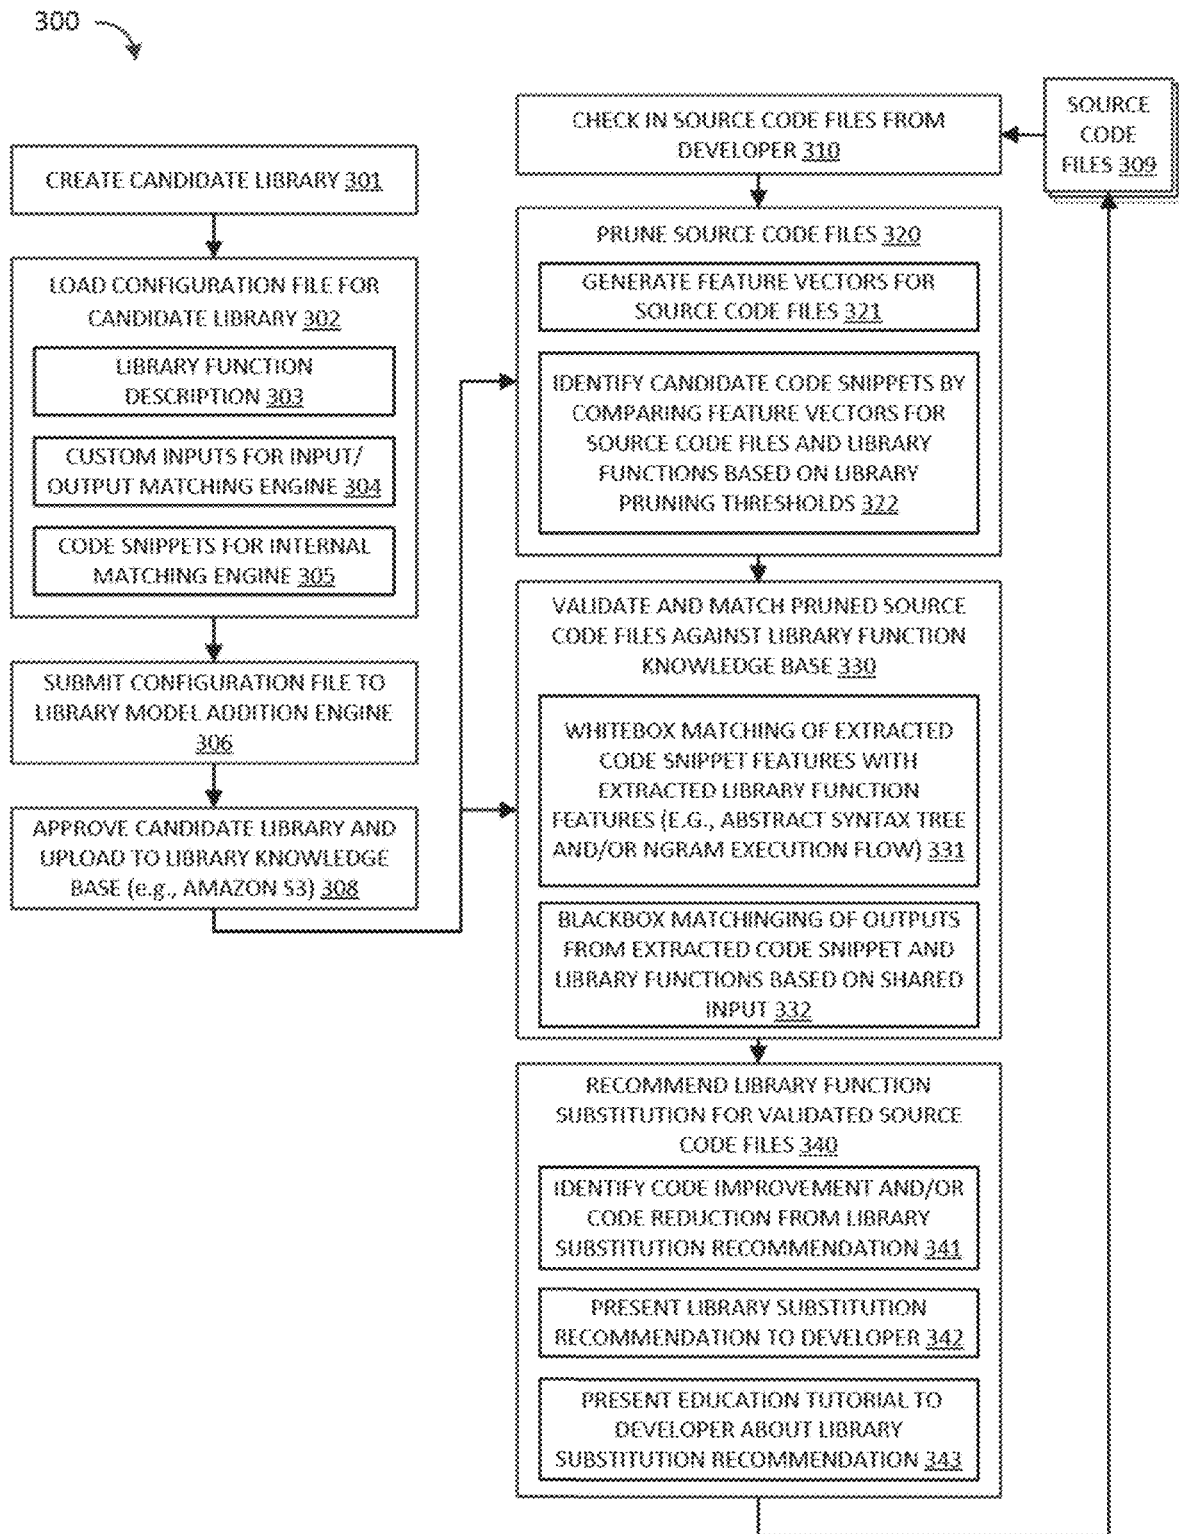 300
CREATE CANDIDATE LIBRARY 301
LOAD CONFIGURATION FILE FOR
CANDIDATE LIBRARY 302
LIBRARY FUNCTION
DESCRIPTION 303
CUSTOM INPUTS FOR INPUT/
OUTPUT MATCHING ENGINE 304
CODE SNIPPETS FOR INTERNAL
MATCHING ENGINE 305
SUBMIT CONFIGURATION FILE TO
LIBRARY MODEL ADDITION ENGINE
306
APPROVE CANDIDATE LIBRARY AND
UPLOAD TO LIBRARY KNOWLEDGE
BASE (e.g., AMAZON S3) 308
SOURCE
CODE
FILES 309
CHECK IN SOURCE CODE FILES FROM
DEVELOPER 310
PRUNE SOURCE CODE FILES 320
GENERATE FEATURE VECTORS FOR
SOURCE CODE FILES 321
IDENTIFY CANDIDATE CODE SNIPPETS BY
COMPARING FEATURE VECTORS FOR
SOURCE CODE FILES AND LIBRARY
FUNCTIONS BASED ON LIBRARY
PRUNING THRESHOLDS 322
VALIDATE AND MATCH PRUNED SOURCE
CODE FILES AGAINST LIBRARY FUNCTION
KNOWLEDGE BASE 330
WHITEBOX MATCHING OF EXTRACTED
CODE SNIPPET FEATURES WITH
EXTRACTED LIBRARY FUNCTION
FEATURES (E.G., ABSTRACT SYNTAX TREE
AND/OR NGRAM EXECUTION FLOW) 331
BLACKBOX MATCHINGING OF OUTPUTS
FROM EXTRACTED CODE SNIPPET AND
LIBRARY FUNCTIONS BASED ON SHARED
INPUT 332
RECOMMEND LIBRARY FUNCTION
SUBSTITUTION FOR VALIDATED SOURCE
CODE FILES 340
IDENTIFY CODE IMPROVEMENT AND/OR
CODE REDUCTION FROM LIBRARY
SUBSTITUTION RECOMMENDATION 341
PRESENT LIBRARY SUBSTITUTION
RECOMMENDATION TO DEVELOPER 342
PRESENT EDUCATION TUTORIAL TO
DEVELOPER ABOUT LIBRARY
SUBSTITUTION RECOMMENDATION 343